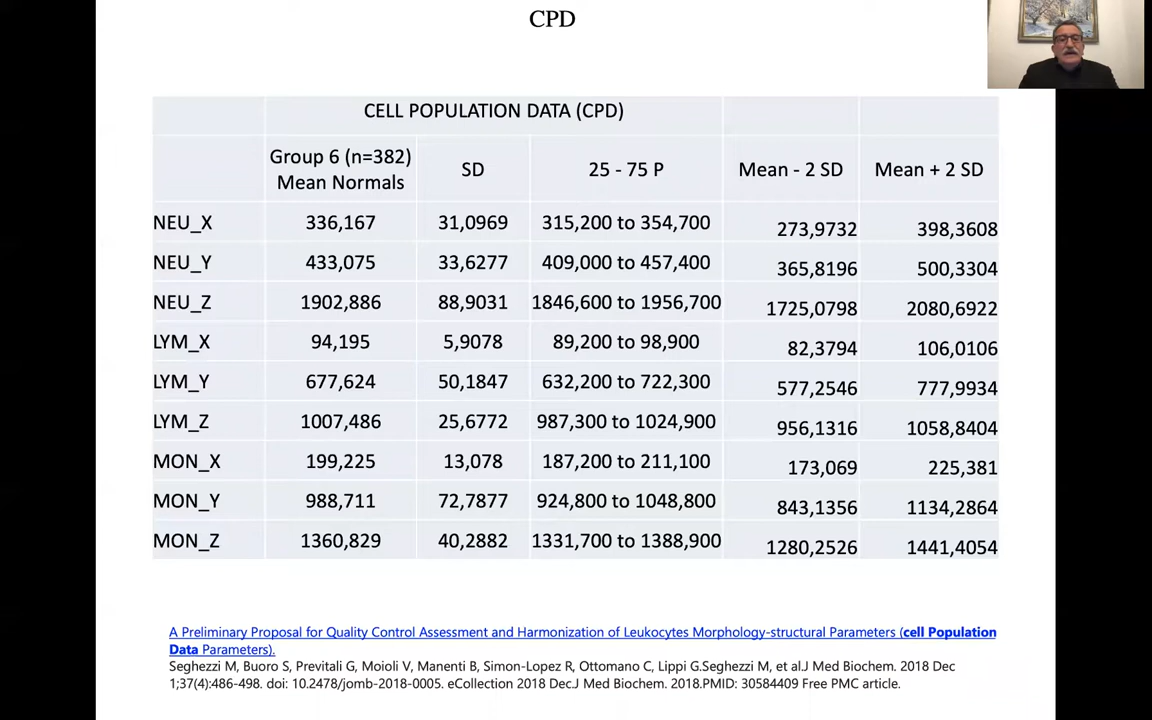 CPD
CELL POPULATION DATA (CPD)
Group 6 (n=382) Mean Normals SD 25 - 75 P Mean - 2 SD Mean + 2 SD
NEU_X 336,167 31,0969 315,200 to 354,700 273,9732 398,3608
NEU_Y 433,075 33,6277 409,000 to 457,400 365,8196 500,3304
NEU_Z 1902,886 88,9031 1846,600 to 1956,700 1725,0798 2080,6922
LYM_X 94,195 5,9078 89,200 to 98,900 82,3794 106,0106
LYM_Y 677,624 50,1847 632,200 to 722,300 577,2546 777,9934
LYM_Z 1007,486 25,6772 987,300 to 1024,900 956,1316 1058,8404
MON_X 199,225 13,078 187,200 to 211,100 173,069 225,381
MON_Y 988,711 72,7877 924,800 to 1048,800 843,1356 1134,2864
MON_Z 1360,829 40,2882 1331,700 to 1388,900 1280,2526 1441,4054
A Preliminary Proposal for Quality Control Assessment and Harmonization of Leukocytes Morphology-structural Parameters (cell Population
Data Parameters).
Seghezzi M, Buoro S, Previtali G, Moioli V, Manenti B, Simon-Lopez R, Ottomano C, Lippi G.Seghezzi M, et al.J Med Biochem. 2018 Dec
1;37(4):486-498. doi: 10.2478/jomb-2018-0005. eCollection 2018 Dec.J Med Biochem. 2018.PMID: 30584409 Free PMC article.